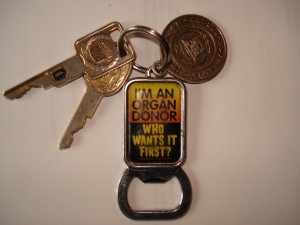 I'M AN
ORGAN
DONOR
WHO
WANTS IT
FIRST?